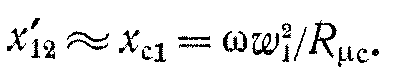 x′₁₂ ≈ x_c1 = ωw₁²/R_μc.